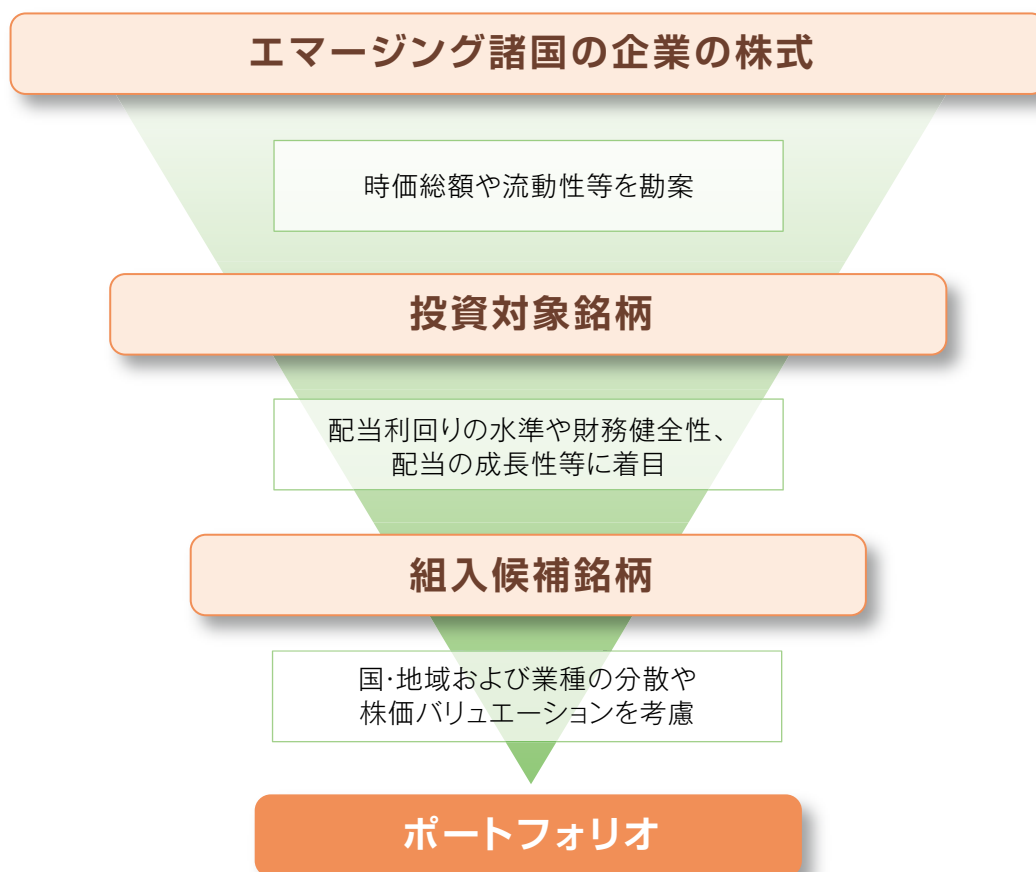 エマージング諸国の企業の株式
時価総額や流動性等を勘案
投資対象銘柄
配当利回りの水準や財務健全性、
配当の成長性等に着目
組入候補銘柄
国・地域および業種の分散や
株価バリュエーションを考慮
ポートフォリオ